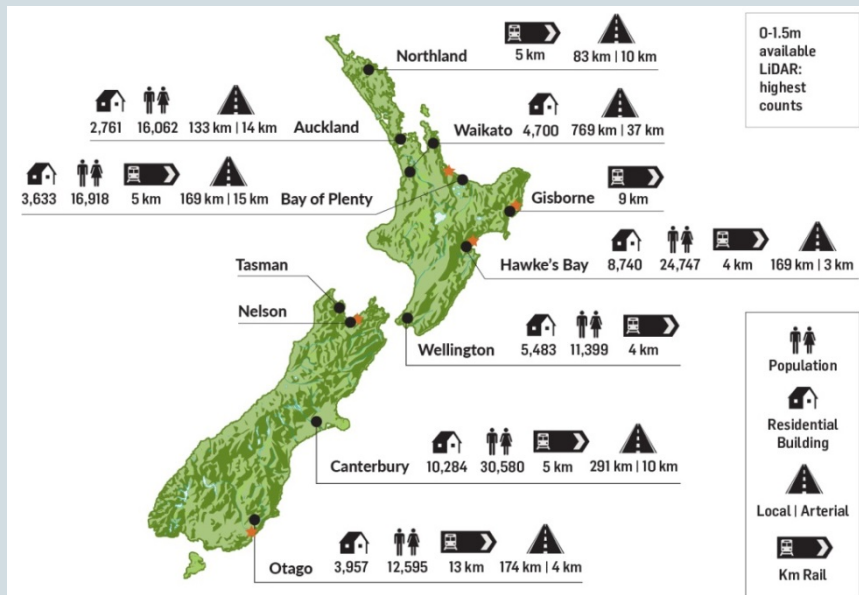 Northland
5 km 83 km | 10 km
0-1.5m
available
LiDAR:
highest
counts
2,761 16,062 133 km | 14 km Auckland
Waikato 4,700 769 km | 37 km
3,633 16,918 5 km 169 km | 15 km Bay of Plenty
Gisborne
9 km
Hawke's Bay 8,740 24,747 4 km 169 km | 3 km
Tasman
Nelson
Wellington 5,483 11,399 4 km
Canterbury 10,284 30,580 5 km 291 km | 10 km
Otago 3,957 12,595 13 km 174 km | 4 km
Population
Residential
Building
Local | Arterial
Km Rail